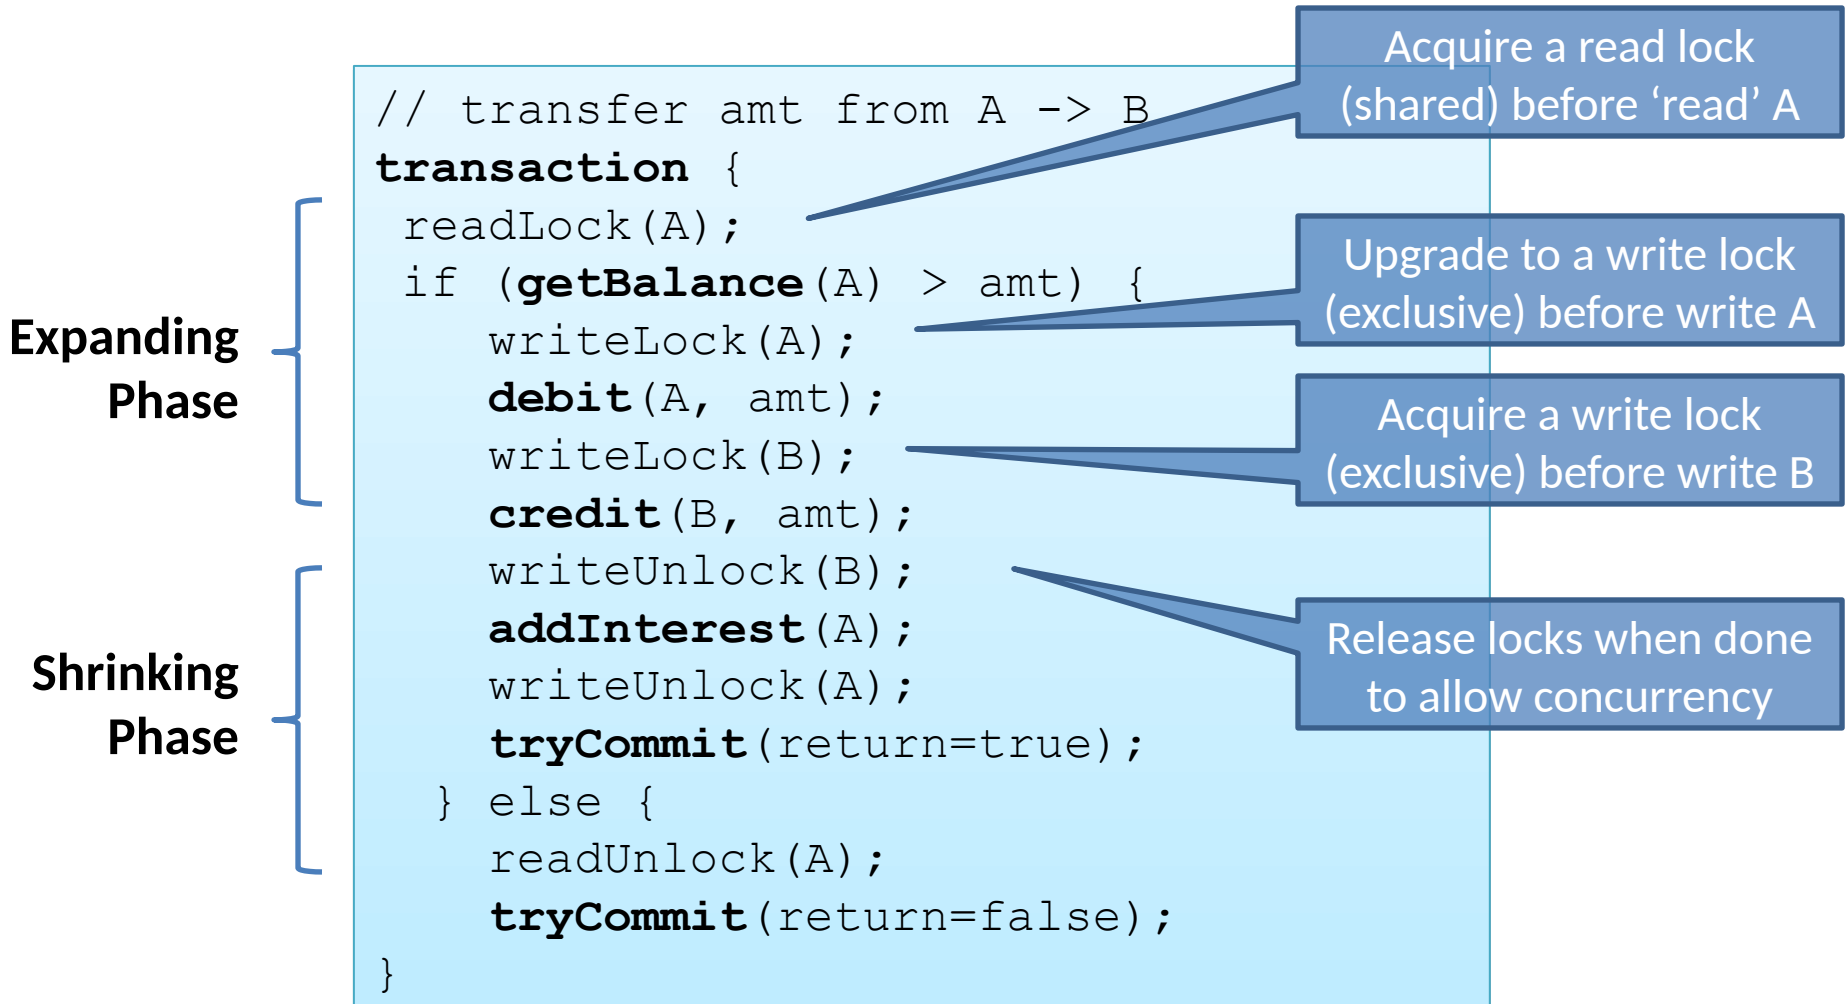 // transfer amt from A -> B
transaction {
readLock(A);
if (getBalance(A) > amt) {
writeLock(A);
debit(A, amt);
writeLock(B);
credit(B, amt);
writeUnlock(B);
addInterest(A);
writeUnlock(A);
tryCommit(return=true);
} else {
readUnlock(A);
tryCommit(return=false);
}
Expanding
Phase
Shrinking
Phase
Acquire a read lock
(shared) before ‘read’ A
Upgrade to a write lock
(exclusive) before write A
Acquire a write lock
(exclusive) before write B
Release locks when done
to allow concurrency